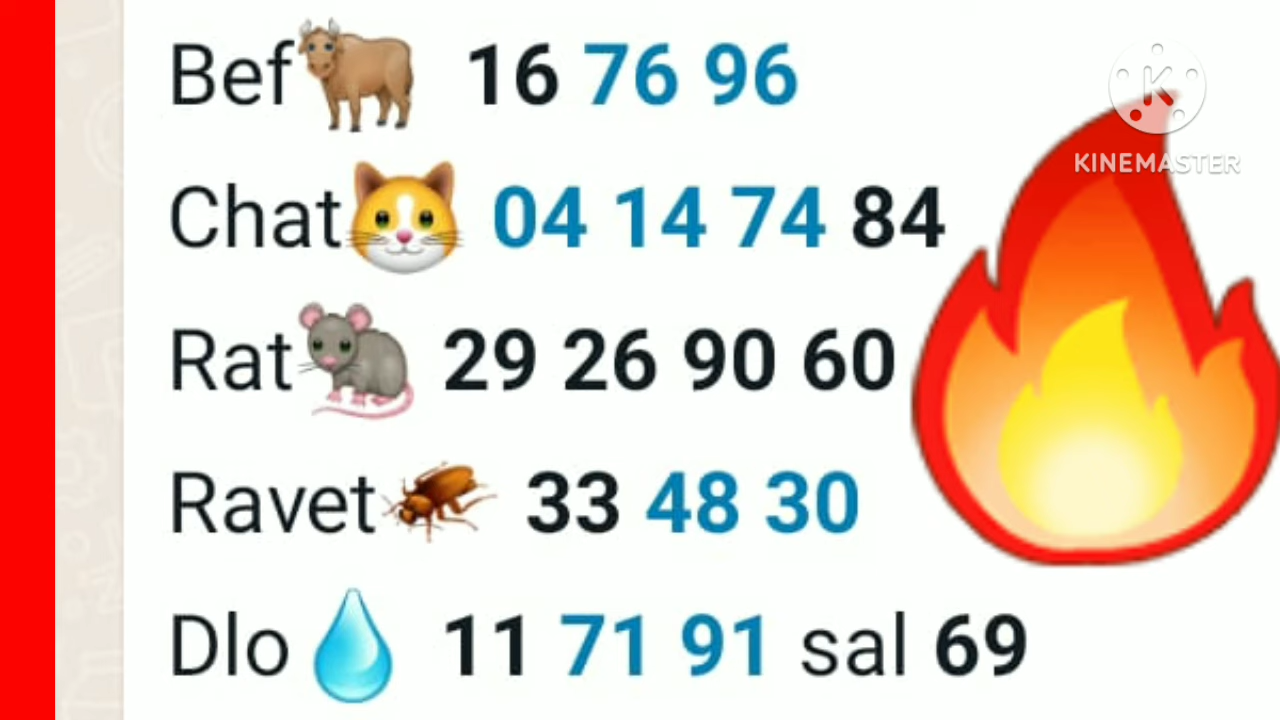 Bef🐂 16 76 96
Chat🐱 04 14 74 84
Rat🐀 29 26 90 60
Ravet🪳 33 48 30
Dlo💧 11 71 91 sal 69
K
KINEMASTER